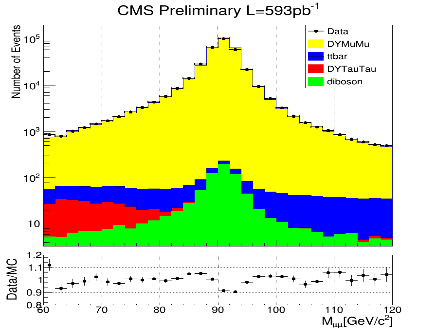 CMS Preliminary L=593pb⁻¹
Number of Events
10⁵
10⁴
10³
10²
10
Data
DYMuMu
ttbar
DYTauTau
diboson
Data/MC
1.2
1.1
1
0.9
0.8
60 70 80 90 100 110 120
Mμμ[GeV/c²]